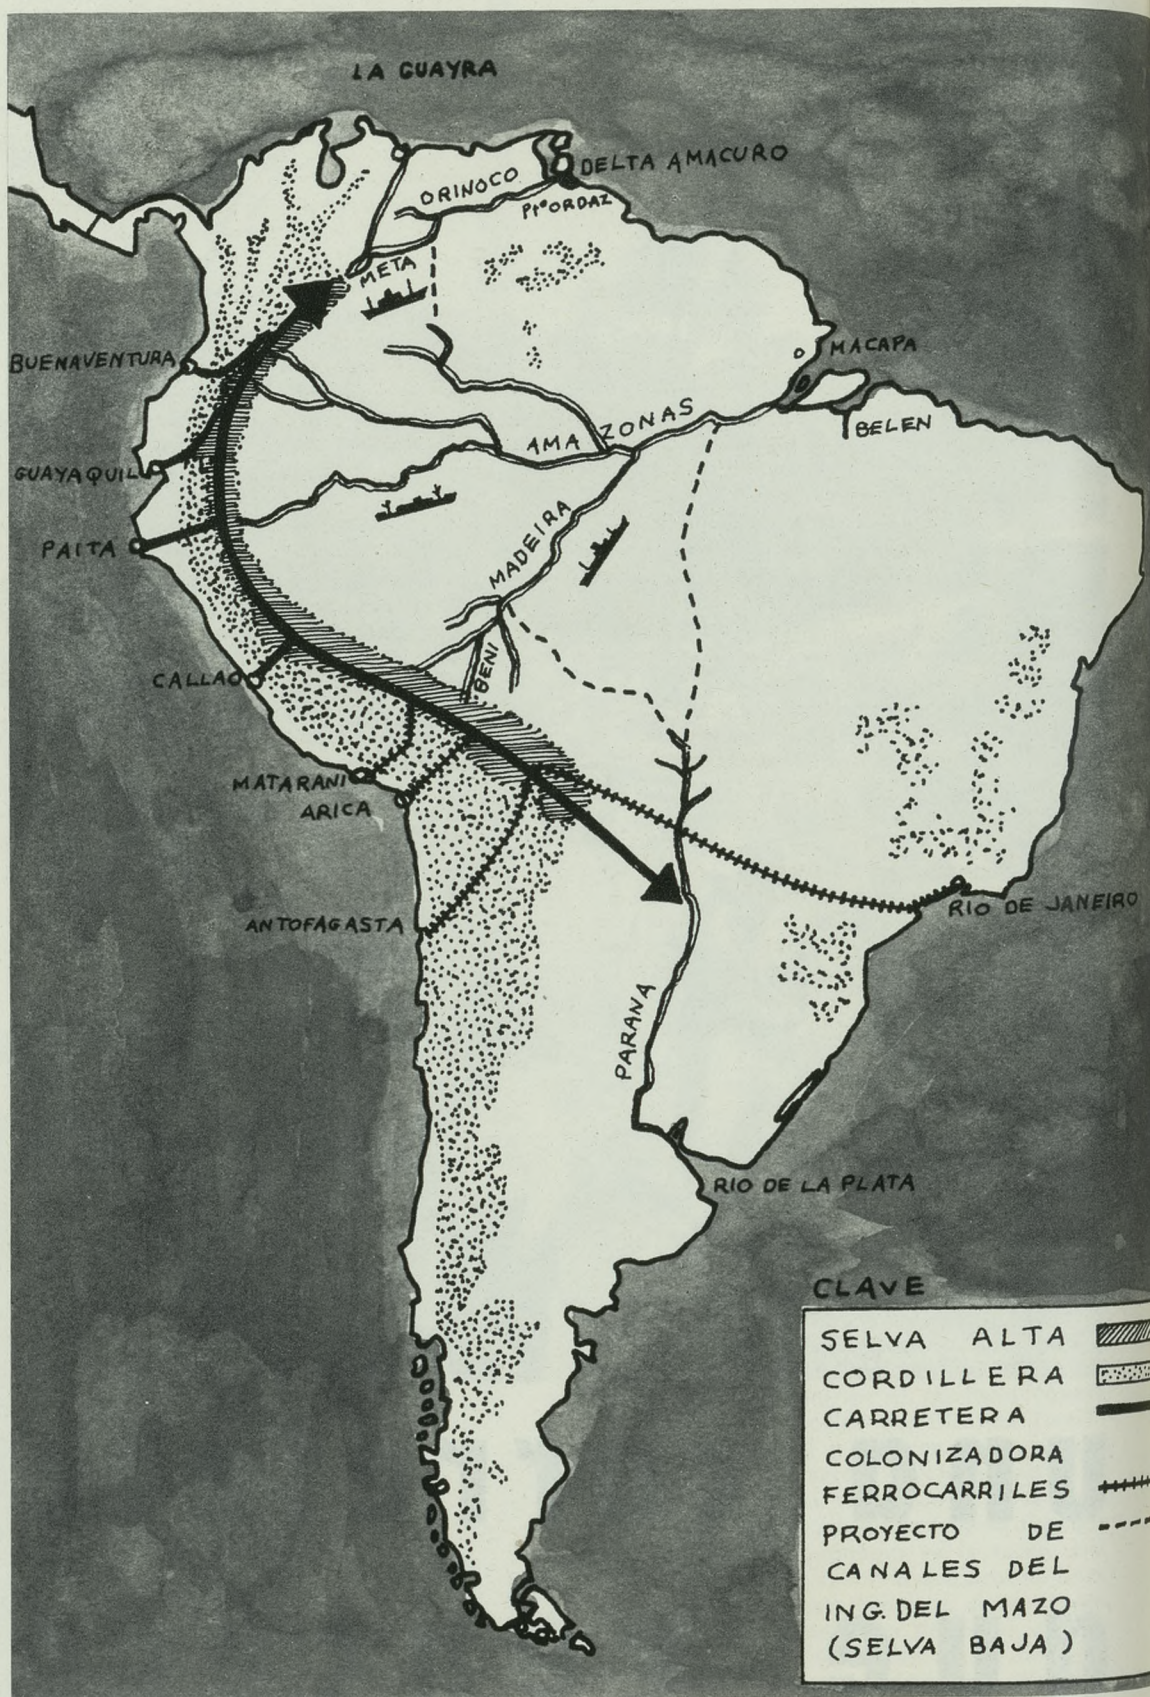 LA GUAYRA
DELTA AMACURO
ORINOCO
Ptº ORDAZ
META
BUENAVENTURA
MACAPA
AMAZONAS
BELEN
GUAYAQUIL
PAITA
MADEIRA
BENI
CALLAO
MATARANI
ARICA
ANTOFAGASTA
RIO DE JANEIRO
PARANA
RIO DE LA PLATA
CLAVE
SELVA ALTA
CORDILLERA
CARRETERA
COLONIZADORA
FERROCARRILES
PROYECTO DE
CANALES DEL
ING. DEL MAZO
(SELVA BAJA)